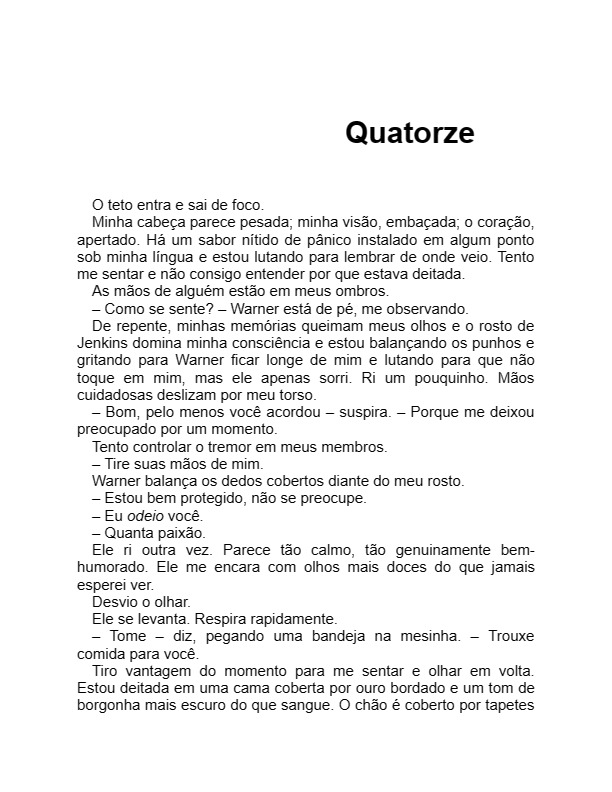 Quatorze
O teto entra e sai de foco.
Minha cabeça parece pesada; minha visão, embaçada; o coração,
apertado. Há um sabor nítido de pânico instalado em algum ponto
sob minha língua e estou lutando para lembrar de onde veio. Tento
me sentar e não consigo entender por que estava deitada.
As mãos de alguém estão em meus ombros.
– Como se sente? – Warner está de pé, me observando.
De repente, minhas memórias queimam meus olhos e o rosto de
Jenkins domina minha consciência e estou balançando os punhos e
gritando para Warner ficar longe de mim e lutando para que não
toque em mim, mas ele apenas sorri. Ri um pouquinho. Mãos
cuidadosas deslizam por meu torso.
– Bom, pelo menos você acordou – suspira. – Porque me deixou
preocupado por um momento.
Tento controlar o tremor em meus membros.
– Tire suas mãos de mim.
Warner balança os dedos cobertos diante do meu rosto.
– Estou bem protegido, não se preocupe.
– Eu odeio você.
– Quanta paixão.
Ele ri outra vez. Parece tão calmo, tão genuinamente bem-
humorado. Ele me encara com olhos mais doces do que jamais
esperei ver.
Desvio o olhar.
Ele se levanta. Respira rapidamente.
– Tome – diz, pegando uma bandeja na mesinha. – Trouxe
comida para você.
Tiro vantagem do momento para me sentar e olhar em volta.
Estou deitada em uma cama coberta por ouro bordado e um tom de
borgonha mais escuro do que sangue. O chão é coberto por tapetes